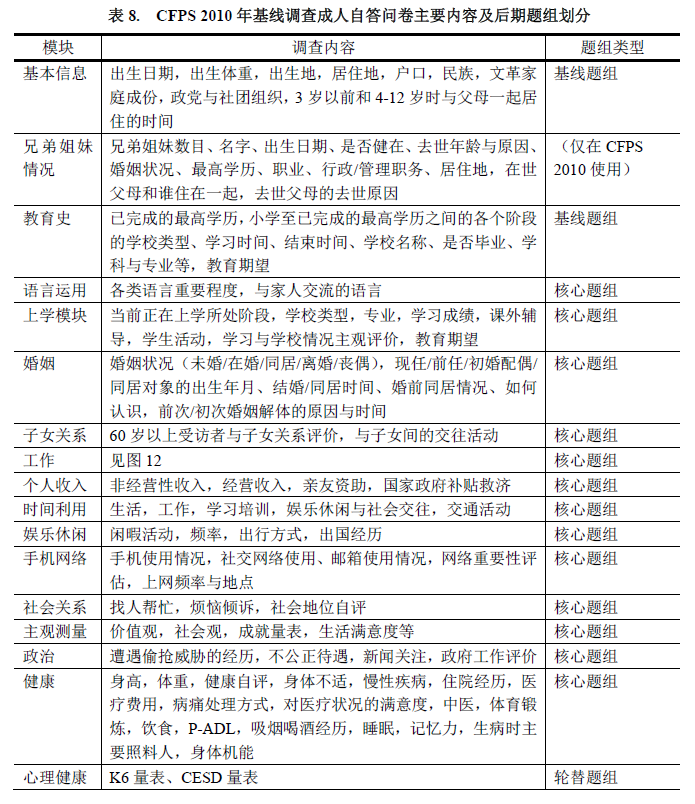 表 8. CFPS 2010 年基线调查成人自答问卷主要内容及后期题组划分
模块 调查内容 题组类型
基本信息 出生日期，出生体重，出生地，居住地，户口，民族，文革家 基线题组
庭成份，政党与社团组织，3 岁以前和 4-12 岁时与父母一起居
住的时间
兄弟姐妹 兄弟姐妹数目、名字、出生日期、是否健在、去世年龄与原因、 （仅在 CFPS
情况 婚姻状况、最高学历、职业、行政/管理职务、居住地，在世 2010 使用）
父母和谁住在一起，去世父母的去世原因
教育史 已完成的最高学历，小学至已完成的最高学历之间的各个阶段 基线题组
的学校类型、学习时间、结束时间、学校名称、是否毕业、学
科与专业等，教育期望
语言运用 各类语言重要程度，与家人交流的语言 核心题组
上学模块 当前正在上学所处阶段，学校类型，专业，学习成绩，课外辅 核心题组
导，学生活动，学习与学校情况主观评价，教育期望
婚姻 婚姻状况（未婚/在婚/同居/离婚/丧偶），现任/前任/初婚配偶/ 核心题组
同居对象的出生年月、结婚/同居时间、婚前同居情况、如何
认识，前次/初次婚姻解体的原因与时间
子女关系 60 岁以上受访者与子女关系评价，与子女间的交往活动 核心题组
工作 见图 12 核心题组
个人收入 非经营性收入，经营收入，亲友资助，国家政府补贴救济 核心题组
时间利用 生活，工作，学习培训，娱乐休闲与社会交往，交通活动 核心题组
娱乐休闲 闲暇活动，频率，出行方式，出国经历 核心题组
手机网络 手机使用情况，社交网络使用、邮箱使用情况，网络重要性评 核心题组
估，上网频率与地点
社会关系 找人帮忙，烦恼倾诉，社会地位自评 核心题组
主观测量 价值观，社会观，成就量表，生活满意度等 核心题组
政治 遭遇偷抢威胁的经历，不公正待遇，新闻关注，政府工作评价 核心题组
健康 身高，体重，健康自评，身体不适，慢性疾病，住院经历，医 核心题组
疗费用，病痛处理方式，对医疗状况的满意度，中医，体育锻
炼，饮食，P-ADL，吸烟喝酒经历，睡眠，记忆力，生病时主
要照料人，身体机能
心理健康 K6 量表、CESD 量表 轮替题组